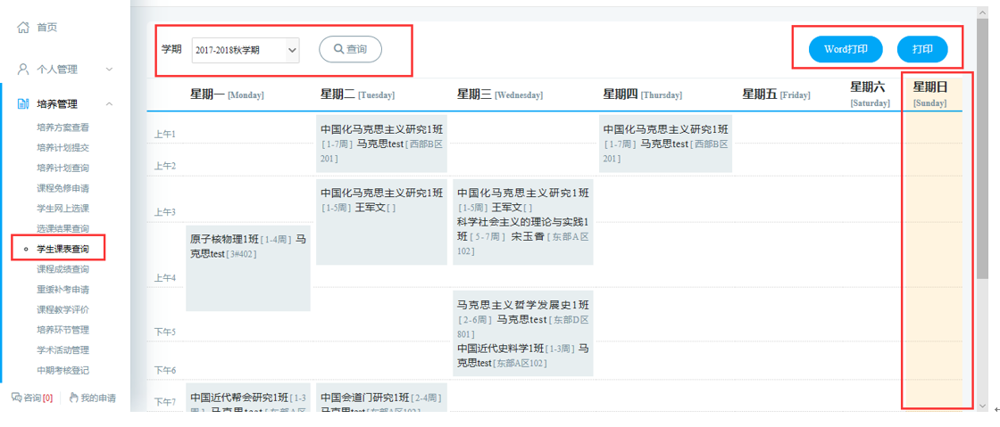 首页
个人管理
培养管理
培养方案查看
培养计划提交
培养计划查询
课程免修申请
学生网上选课
选课结果查询
学生课表查询
课程成绩查询
重缓补考申请
课程教学评价
培养环节管理
学术活动管理
中期考核登记
咨询[0] 我的申请
学期 2017-2018秋学期 查询 Word打印 打印
星期一 [Monday] 星期二 [Tuesday] 星期三 [Wednesday] 星期四 [Thursday] 星期五 [Friday] 星期六 [Saturday] 星期日 [Sunday]
上午1
中国化马克思主义研究1班
[1-7周] 马克思test[西部B区
201]
中国化马克思主义研究1班
[1-7周] 马克思test[西部B区
201]
上午2
上午3
中国化马克思主义研究1班
[1-5周] 王军文[]
中国化马克思主义研究1班
[1-5周] 王军文[]
科学社会主义的理论与实践1
班[5-7周] 宋玉香[东部A区
102]
原子核物理1班[1-4周] 马
克思test[3#402]
上午4
下午5
马克思主义哲学发展史1班
[2-6周] 马克思test[东部D区
801]
中国近代史料学1班[1-3周] 马
克思test[东部A区102]
下午6
下午7
中国近代帮会研究1班[1-3
周] 马克思test[东部A区
中国会道门研究1班[2-4周]
马克思test[东部A区102]